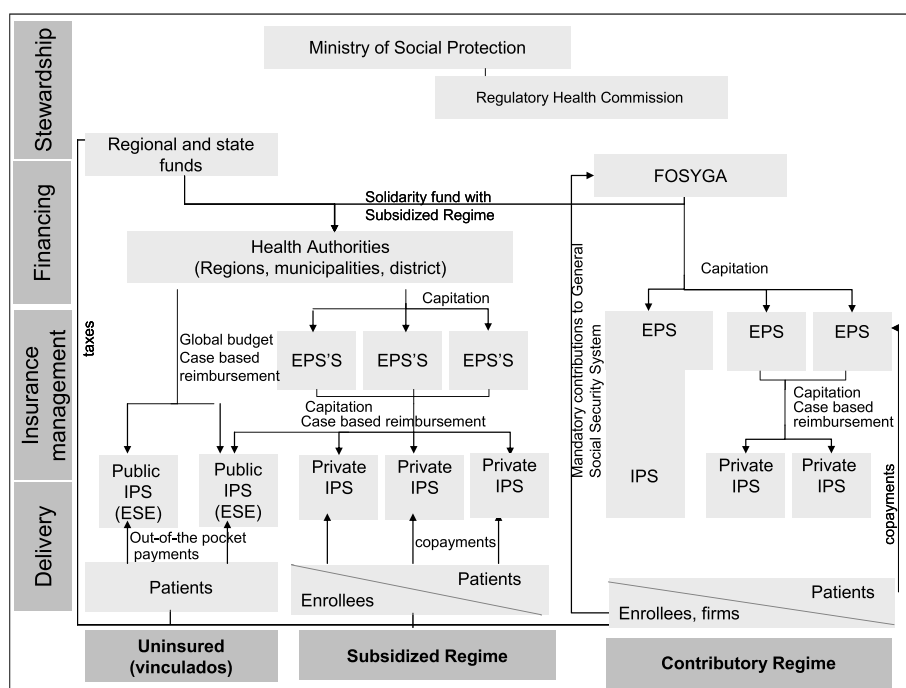 Stewardship
Financing
Insurance
management
Delivery
Ministry of Social Protection
Regulatory Health Commission
Regional and state
funds
FOSYGA
Solidarity fund with
Subsidized Regime
Health Authorities
(Regions, municipalities, district)
Capitation
Capitation
taxes
Global budget
Case based
reimbursement
EPS'S
EPS'S
EPS'S
Mandatory contributions to General
Social Security System
EPS
EPS
EPS
Capitation
Case based reimbursement
Capitation
Case based
reimbursement
Public
IPS
(ESE)
Public
IPS
(ESE)
Private
IPS
Private
IPS
Private
IPS
IPS
Private
IPS
Private
IPS
copayments
Out-of-the pocket
payments
copayments
Patients
Enrollees
Patients
Enrollees, firms
Patients
Uninsured
(vinculados)
Subsidized Regime
Contributory Regime